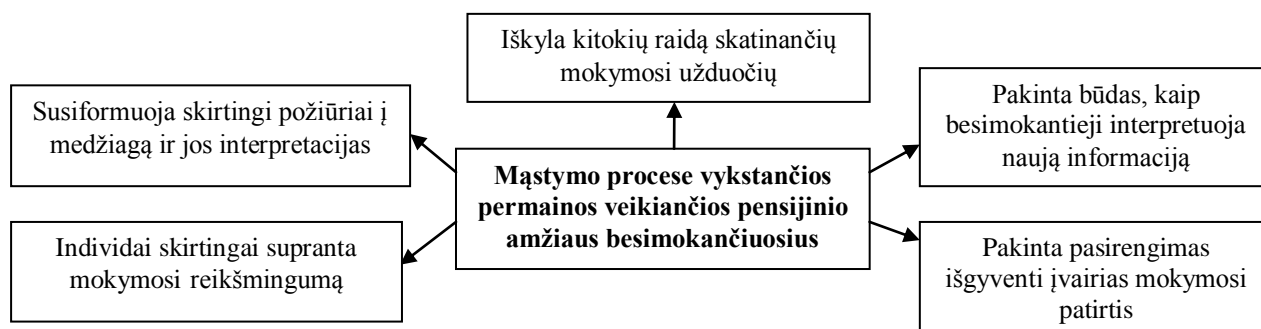 Iškyla kitokių raidą skatinančių
mokymosi užduočių
Susiformuoja skirtingi požiūriai į
medžiagą ir jos interpretacijas
Pakinta būdas, kaip
besimokantieji interpretuoja
naują informaciją
Mąstymo procese vykstančios
permainos veikiančios pensijinio
amžiaus besimokančiuosius
Individai skirtingai supranta
mokymosi reikšmingumą
Pakinta pasirengimas
išgyventi įvairias mokymosi
patirtis